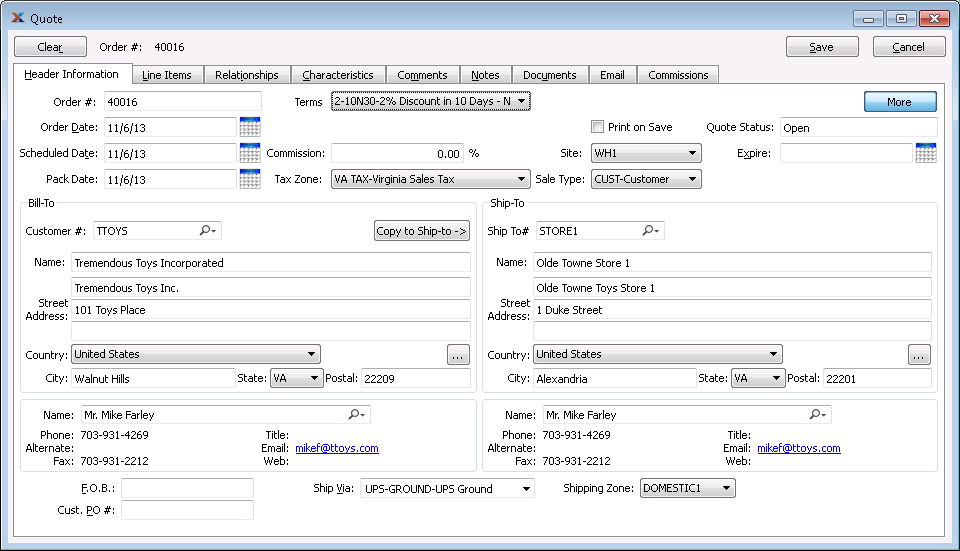 Quote
Clear Order #: 40016 Save Cancel
Header Information Line Items Relationships Characteristics Comments Notes Documents Email Commissions
Order #: 40016 Terms 2-10N30-2% Discount in 10 Days - N More
Order Date: 11/6/13 Print on Save Quote Status: Open
Scheduled Date: 11/6/13 Commission: 0.00 % Site: WH1 Expire:
Pack Date: 11/6/13 Tax Zone: VA TAX-Virginia Sales Tax Sale Type: CUST-Customer
Bill-To Ship-To
Customer #: TTOYS Copy to Ship-to -> Ship To# STORE1
Name: Tremendous Toys Incorporated Name: Olde Towne Store 1
Tremendous Toys Inc. Olde Towne Toys Store 1
Street Address: 101 Toys Place Street Address: 1 Duke Street
Country: United States ... Country: United States ...
City: Walnut Hills State: VA Postal: 22209 City: Alexandria State: VA Postal: 22201
Name: Mr. Mike Farley Name: Mr. Mike Farley
Phone: 703-931-4269 Title: Phone: 703-931-4269 Title:
Alternate: Email: mikef@ttoys.com Alternate: Email: mikef@ttoys.com
Fax: 703-931-2212 Web: Fax: 703-931-2212 Web:
F.O.B.: Ship Via: UPS-GROUND-UPS Ground Shipping Zone: DOMESTIC1
Cust. PO #: